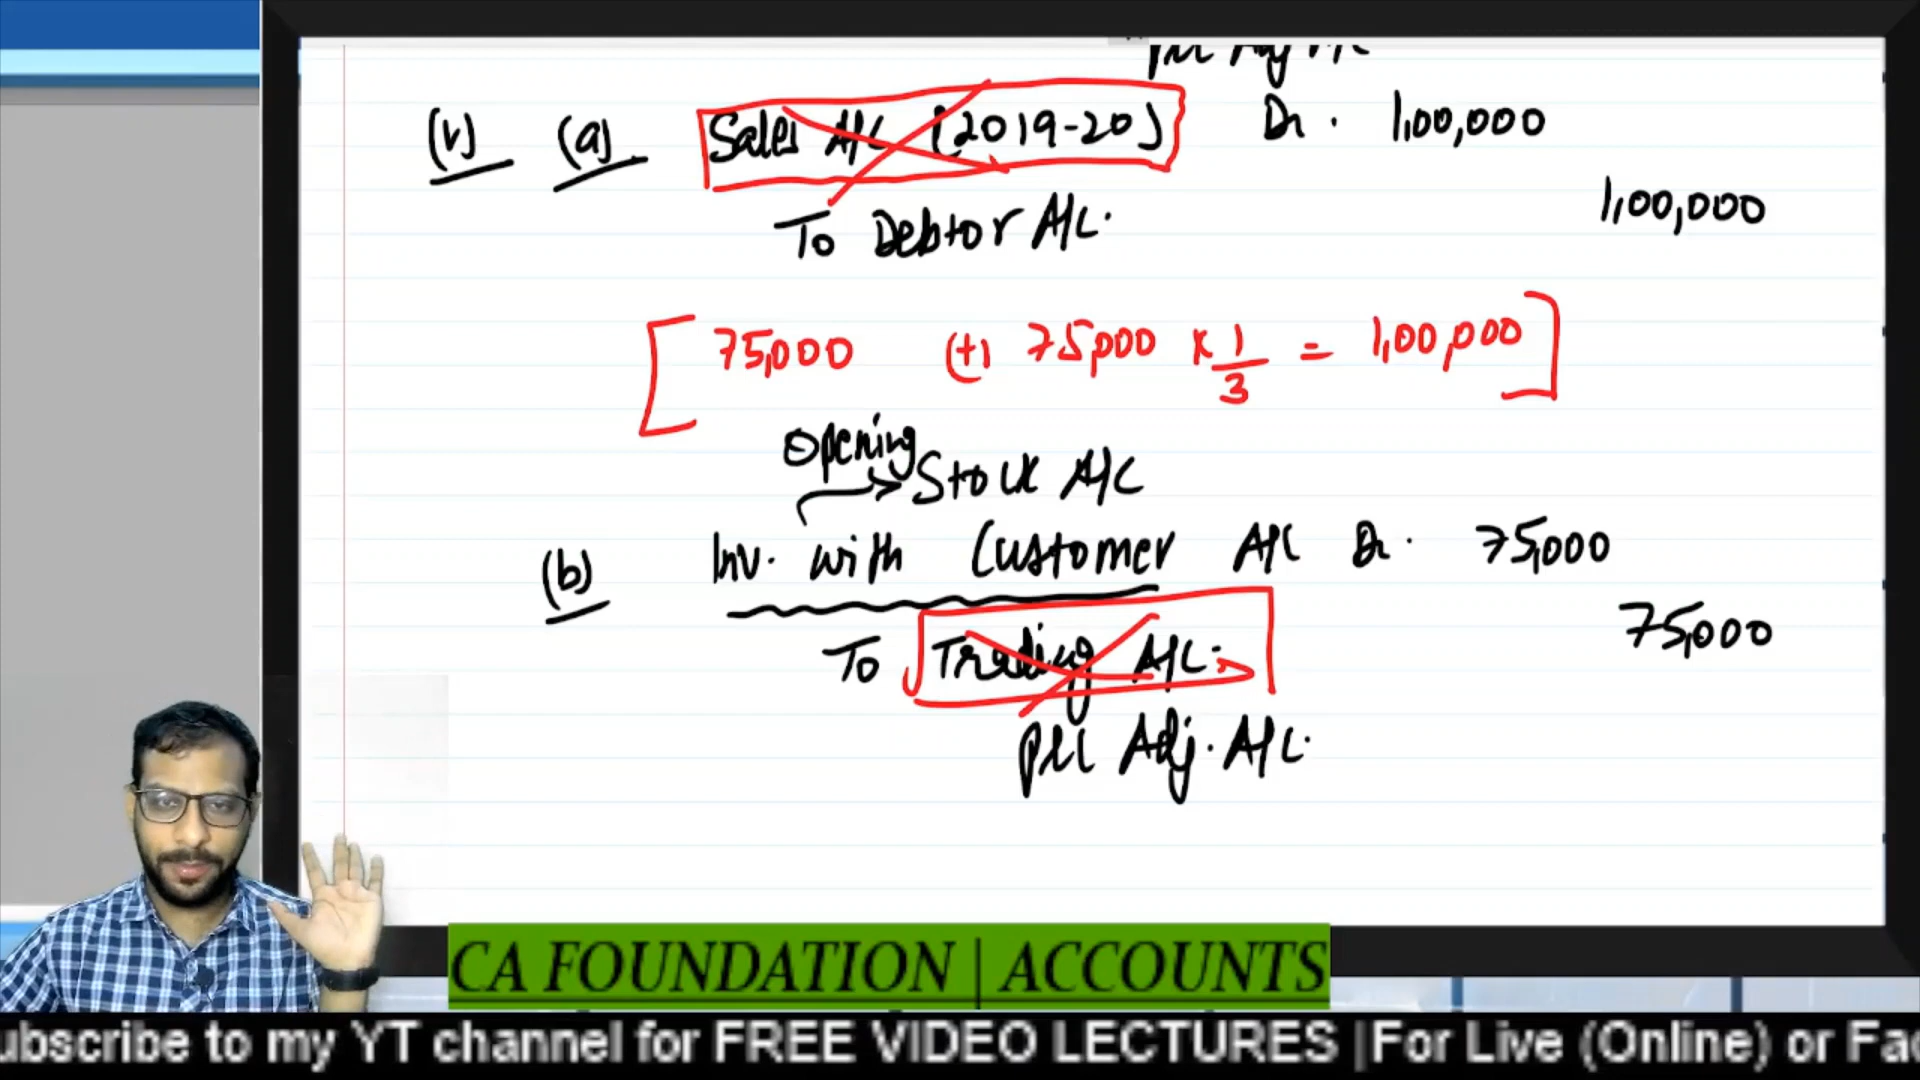 (v) (a) Sales A/c (2019-20) Dr. 1,00,000
To Debtor A/c. 1,00,000
75,000 (+) 75,000 x 1/3 = 1,00,000
Opening
Stock A/c
(b) Inv. with Customer A/c Dr. 75,000
To Trading A/c. 75,000
P&L Adj. A/c.
CA FOUNDATION | ACCOUNTS
ubscribe to my YT channel for FREE VIDEO LECTURES |For Live (Online) or Fac